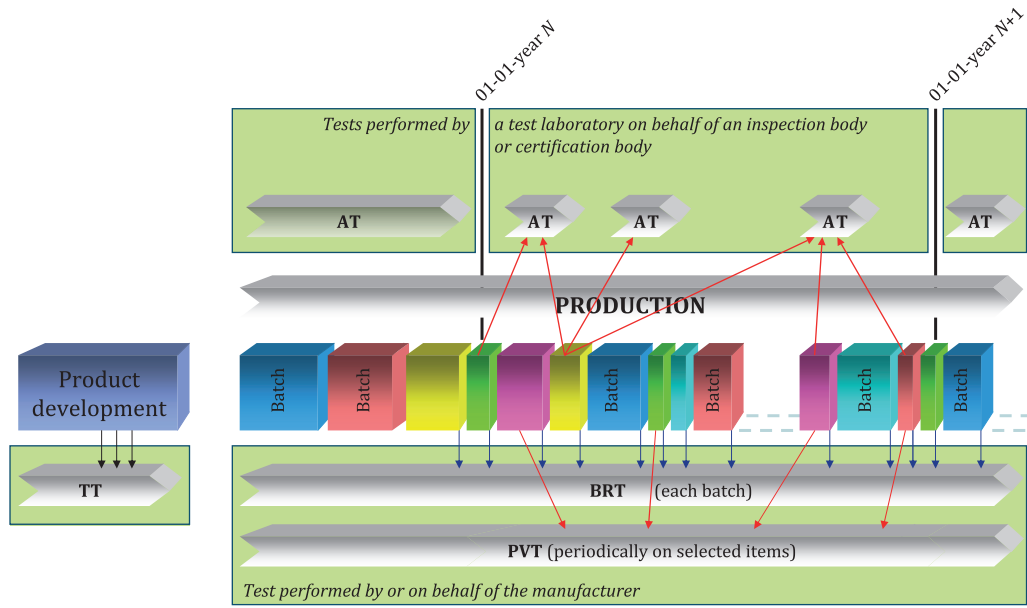 01-01-year N
01-01-year N+1
Tests performed by
a test laboratory on behalf of an inspection body
or certification body
AT
AT
AT
AT
AT
PRODUCTION
Product
development
Batch
Batch
Batch
Batch
Batch
Batch
TT
BRT (each batch)
PVT (periodically on selected items)
Test performed by or on behalf of the manufacturer